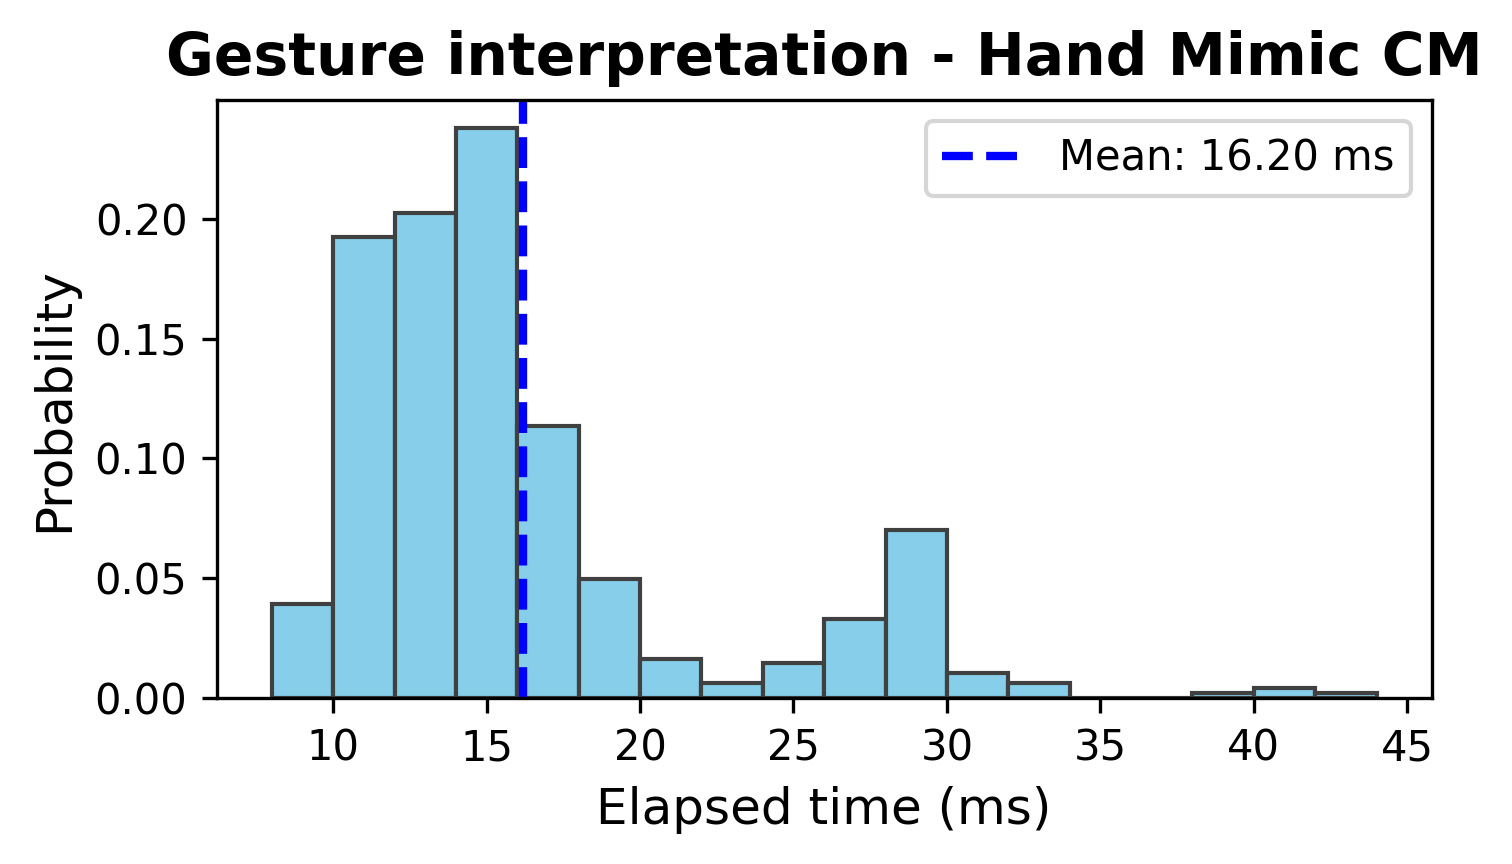 Gesture interpretation - Hand Mimic CM
Mean: 16.20 ms
Probability
0.20
0.15
0.10
0.05
0.00
10 15 20 25 30 35 40 45
Elapsed time (ms)